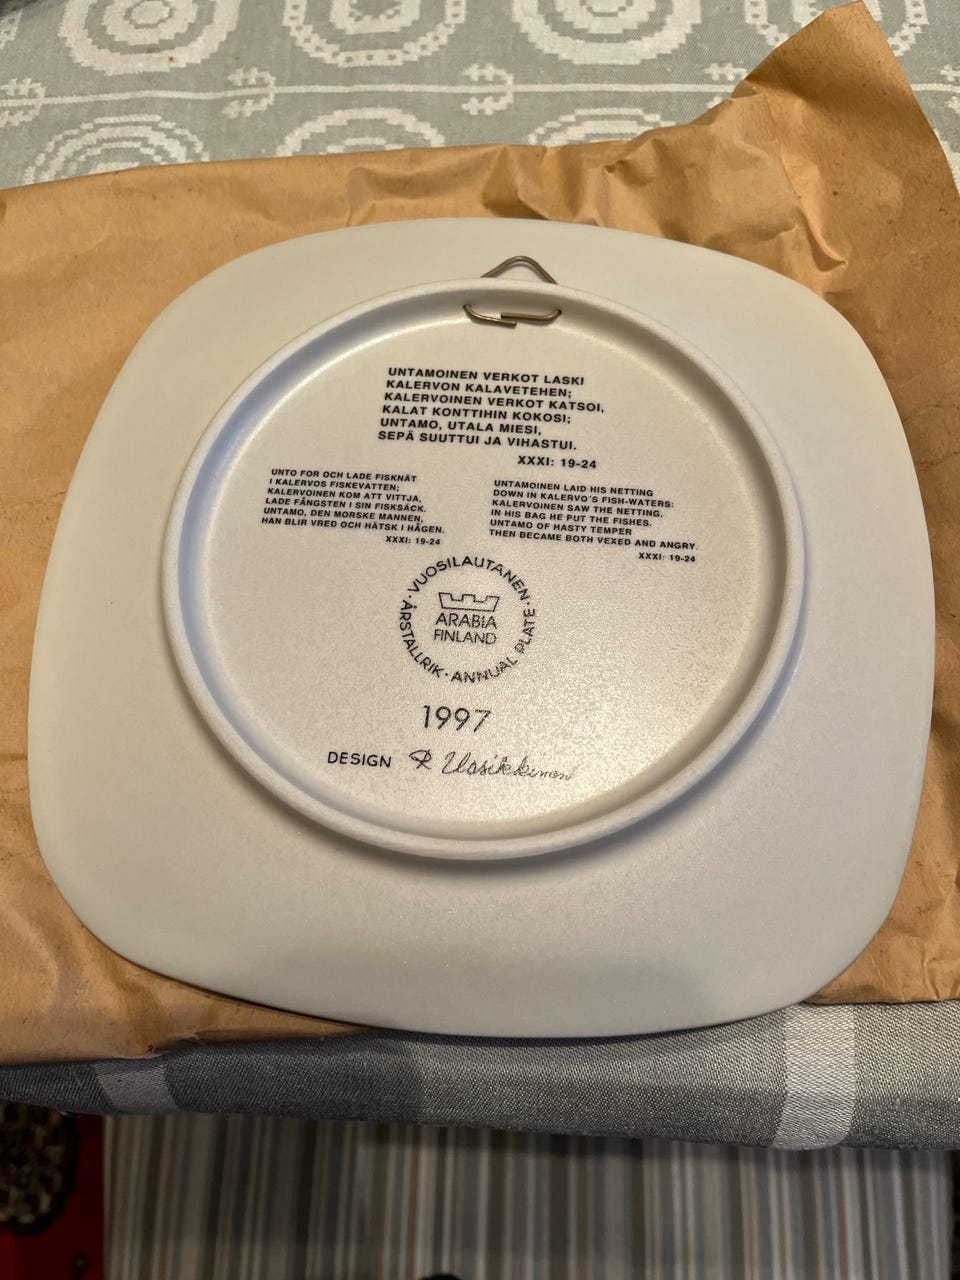 UNTAMOINEN VERKOT LASKI
KALERVON KALAVETEHEN;
KALERVOINEN VERKOT KATSOI,
KALAT KONTTIHIN KOKOSI;
UNTAMO, UTALA MIESI,
SEPÄ SUUTTUI JA VIHASTUI.
XXXI: 19-24
UNTO FOR OCH LADE FISKNÄT
I KALERVOS FISKEVATTEN;
KALERVOINEN KOM ATT VITTJA,
LADE FÅNGSTEN I SIN FISKSÄCK.
UNTAMO, DEN MORSKE MANNEN,
HAN BLIR VRED OCH HÄTSK I HÅGEN.
XXXI: 19-24
UNTAMOINEN LAID HIS NETTING
DOWN IN KALERVO'S FISH-WATERS:
KALERVOINEN SAW THE NETTING,
IN HIS BAG HE PUT THE FISHES.
UNTAMO OF HASTY TEMPER
THEN BECAME BOTH VEXED AND ANGRY.
XXXI: 19-24
· VUOSILAUTANEN · ANNUAL PLATE · ÅRSTALLRIK
ARABIA
FINLAND
1997
DESIGN R Uosikkinen